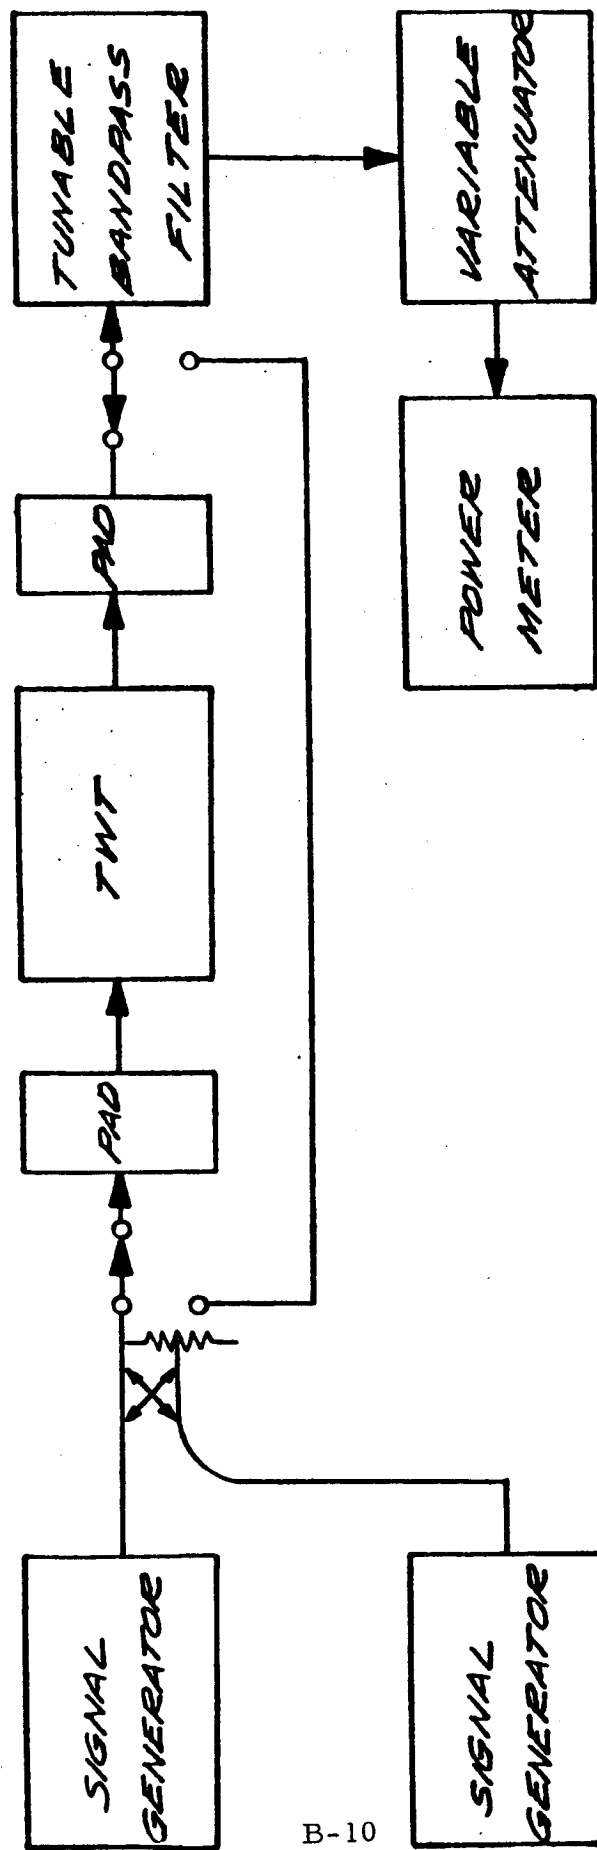 SIGNAL
GENERATOR
PAD
TWT
PAD
TUNABLE
BANDPASS
FILTER
SIGNAL
GENERATOR
POWER
METER
VARIABLE
ATTENUATOR
B-10